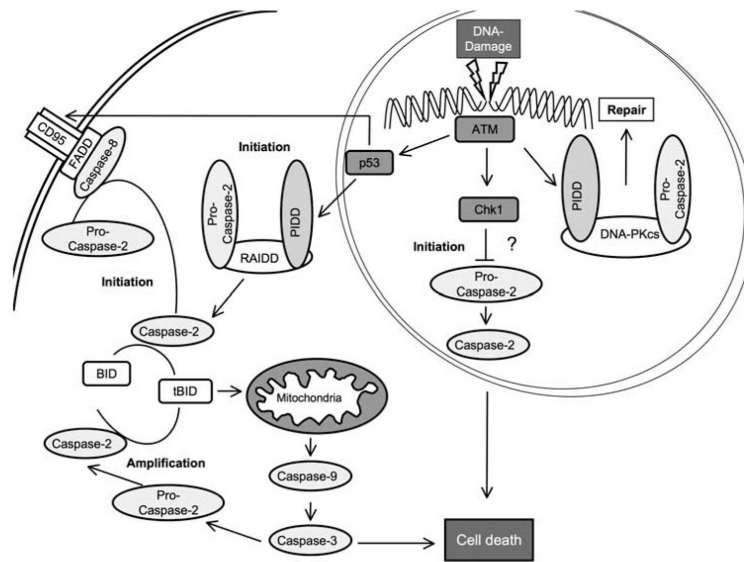 DNA-
Damage
ATM
Repair
p53
CD95
FADD
Caspase-8
Initiation
Pro-
Caspase-2
PIDD
RAIDD
Pro-
Caspase-2
Initiation
Chk1
?
Initiation
Pro-
Caspase-2
Caspase-2
PIDD
Pro-
Caspase-2
DNA-PKcs
Caspase-2
BID
tBID
Mitochondria
Caspase-2
Amplification
Pro-
Caspase-2
Caspase-9
Caspase-3
Cell death